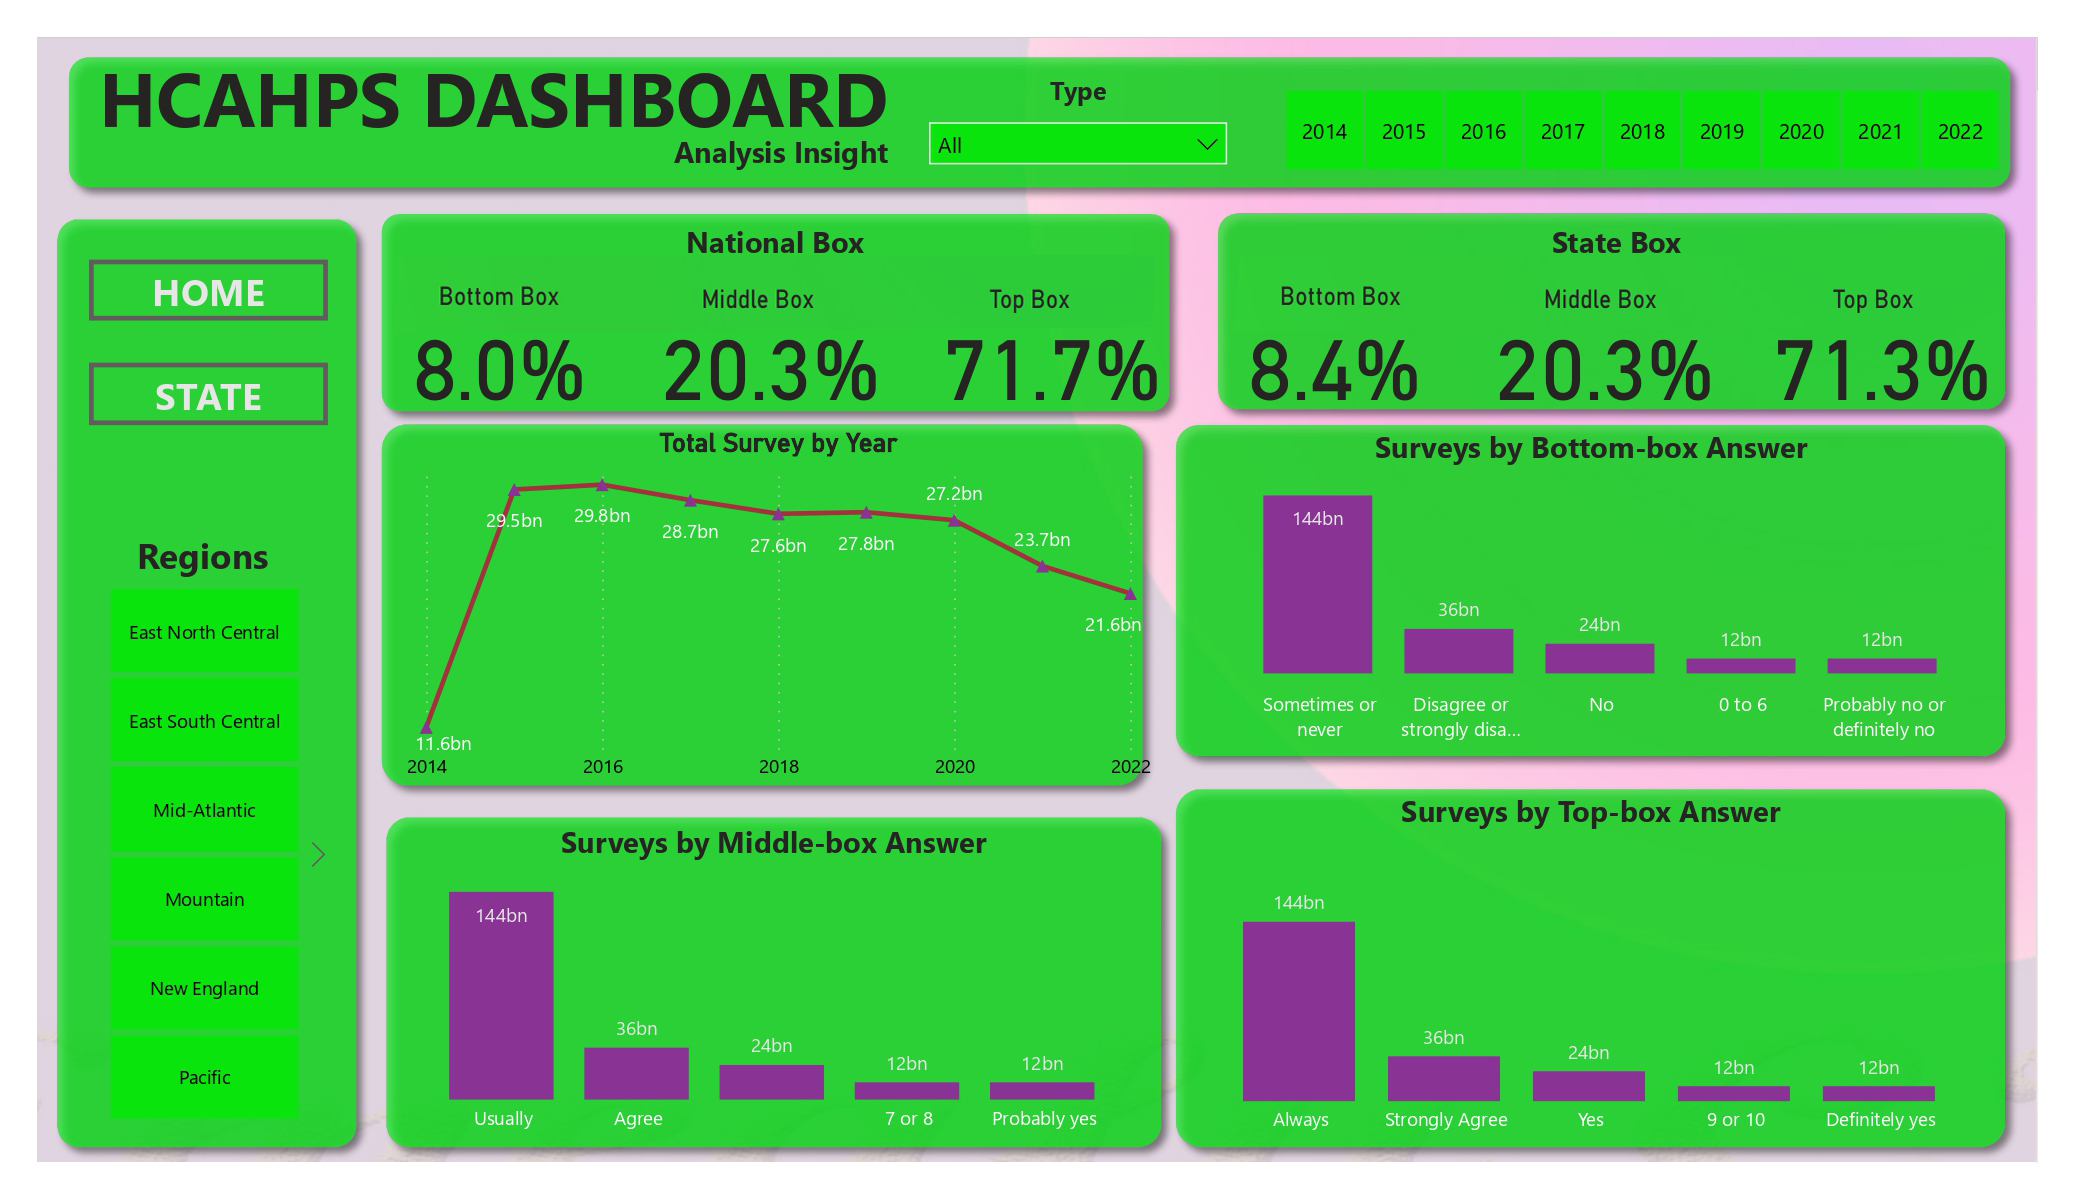 HCAHPS DASHBOARD
Analysis Insight
Type
All
2014 2015 2016 2017 2018 2019 2020 2021 2022
HOME
STATE
Regions
East North Central
East South Central
Mid-Atlantic
Mountain
New England
Pacific
National Box
Bottom Box Middle Box Top Box
8.0% 20.3% 71.7%
State Box
Bottom Box Middle Box Top Box
8.4% 20.3% 71.3%
Total Survey by Year
11.6bn 29.5bn 29.8bn 28.7bn 27.6bn 27.8bn 27.2bn 23.7bn 21.6bn
2014 2016 2018 2020 2022
Surveys by Bottom-box Answer
144bn 36bn 24bn 12bn 12bn
Sometimes or Disagree or No 0 to 6 Probably no or
never strongly disa... definitely no
Surveys by Middle-box Answer
144bn 36bn 24bn 12bn 12bn
Usually Agree 7 or 8 Probably yes
Surveys by Top-box Answer
144bn 36bn 24bn 12bn 12bn
Always Strongly Agree Yes 9 or 10 Definitely yes